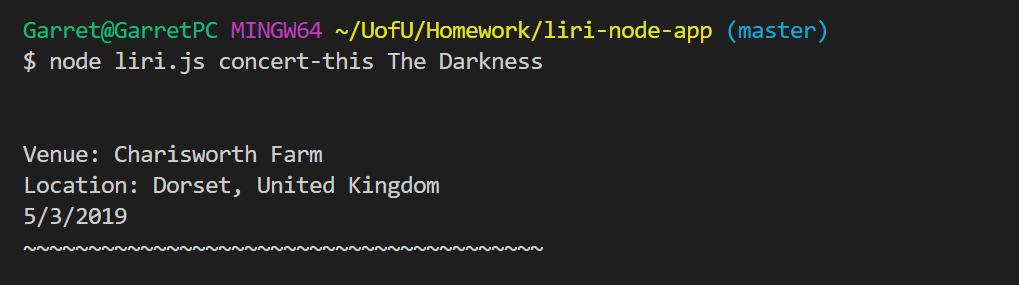 Garret@GarretPC MINGW64 ~/UofU/Homework/liri-node-app (master)
$ node liri.js concert-this The Darkness
Venue: Charisworth Farm
Location: Dorset, United Kingdom
5/3/2019
~~~~~~~~~~~~~~~~~~~~~~~~~~~~~~~~~~~~~~~~